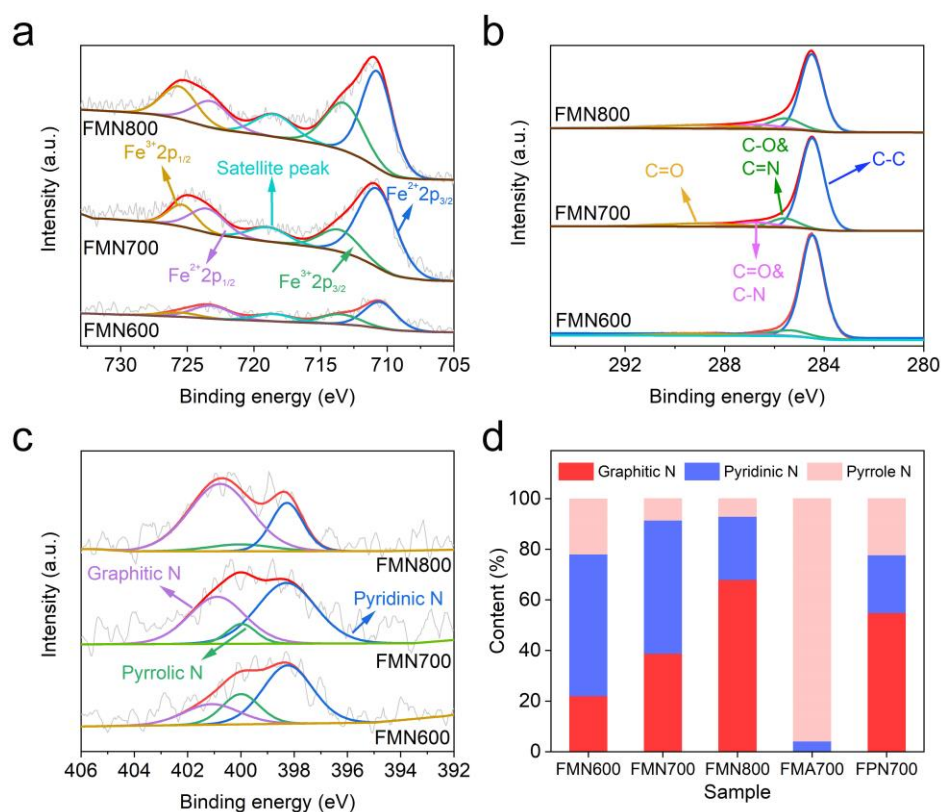 a
FMN800
Fe³⁺2p₁/₂
Satellite peak
Fe²⁺2p₃/₂
FMN700
Fe²⁺2p₁/₂
Fe³⁺2p₃/₂
FMN600
Intensity (a.u.)
730 725 720 715 710 705
Binding energy (eV)
b
FMN800
C-O&
C=N
C=O
C-C
FMN700
C=O&
C-N
FMN600
Intensity (a.u.)
292 288 284 280
Binding energy (eV)
c
FMN800
Graphitic N
Pyridinic N
FMN700
Pyrrolic N
FMN600
Intensity (a.u.)
406 404 402 400 398 396 394 392
Binding energy (eV)
d
Graphitic N Pyridinic N Pyrrole N
100
80
60
40
20
0
Content (%)
FMN600 FMN700 FMN800 FMA700 FPN700
Sample